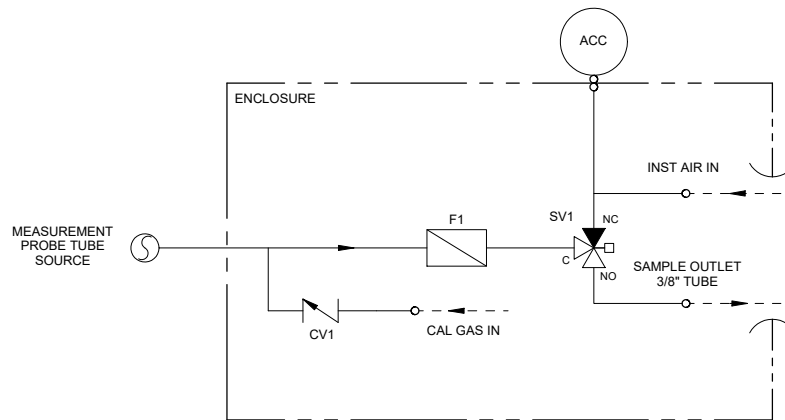 ACC
ENCLOSURE
INST AIR IN
F1
SV1
NC
MEASUREMENT
PROBE TUBE
SOURCE
C
NO
SAMPLE OUTLET
3/8" TUBE
CV1
CAL GAS IN